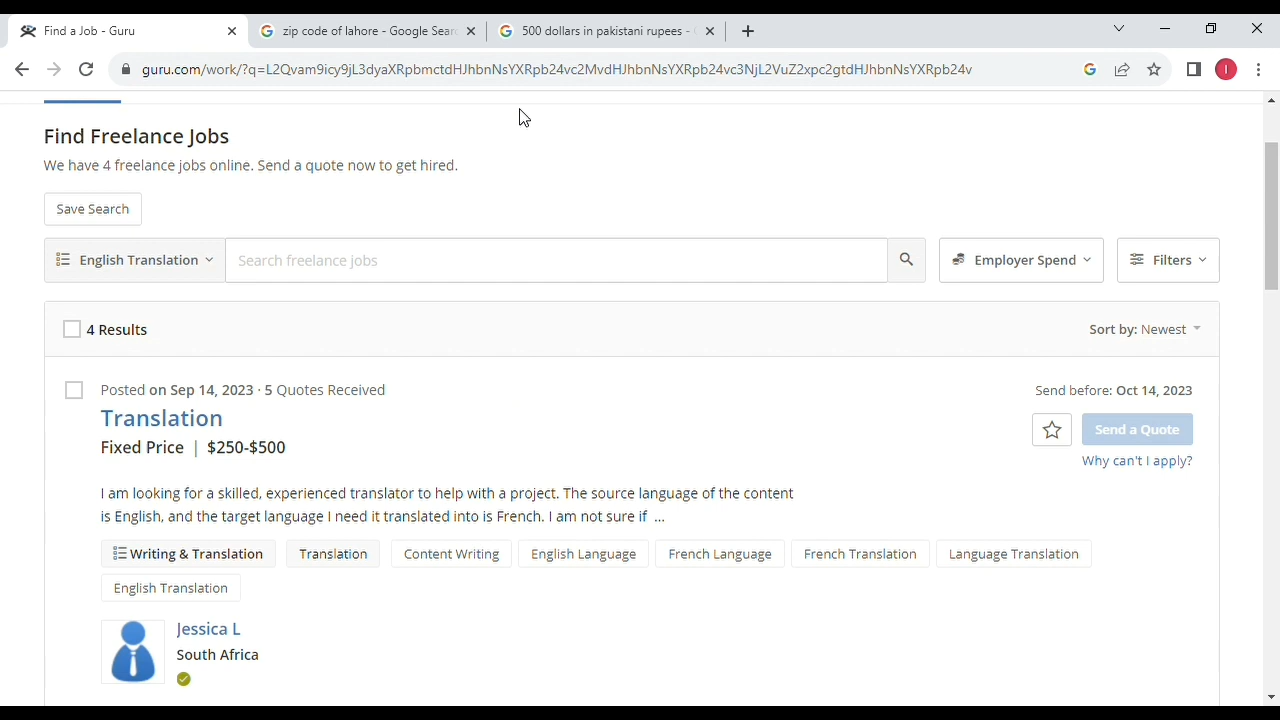 Find a Job - Guru
zip code of lahore - Google Sear
500 dollars in pakistani rupees -
guru.com/work/?q=L2Qvam9icy9jL3dyaXRpbmctdHJhbnNsYXRpb24vc2MvdHJhbnNsYXRpb24vc3NjL2VuZ2xpc2gtdHJhbnNsYXRpb24v
I
Find Freelance Jobs
We have 4 freelance jobs online. Send a quote now to get hired.
Save Search
English Translation
Search freelance jobs
Employer Spend
Filters
4 Results
Sort by: Newest
Posted on Sep 14, 2023 · 5 Quotes Received
Send before: Oct 14, 2023
Translation
Send a Quote
Fixed Price | $250-$500
Why can't I apply?
I am looking for a skilled, experienced translator to help with a project. The source language of the content
is English, and the target language I need it translated into is French. I am not sure if ...
Writing & Translation
Translation
Content Writing
English Language
French Language
French Translation
Language Translation
English Translation
Jessica L
South Africa